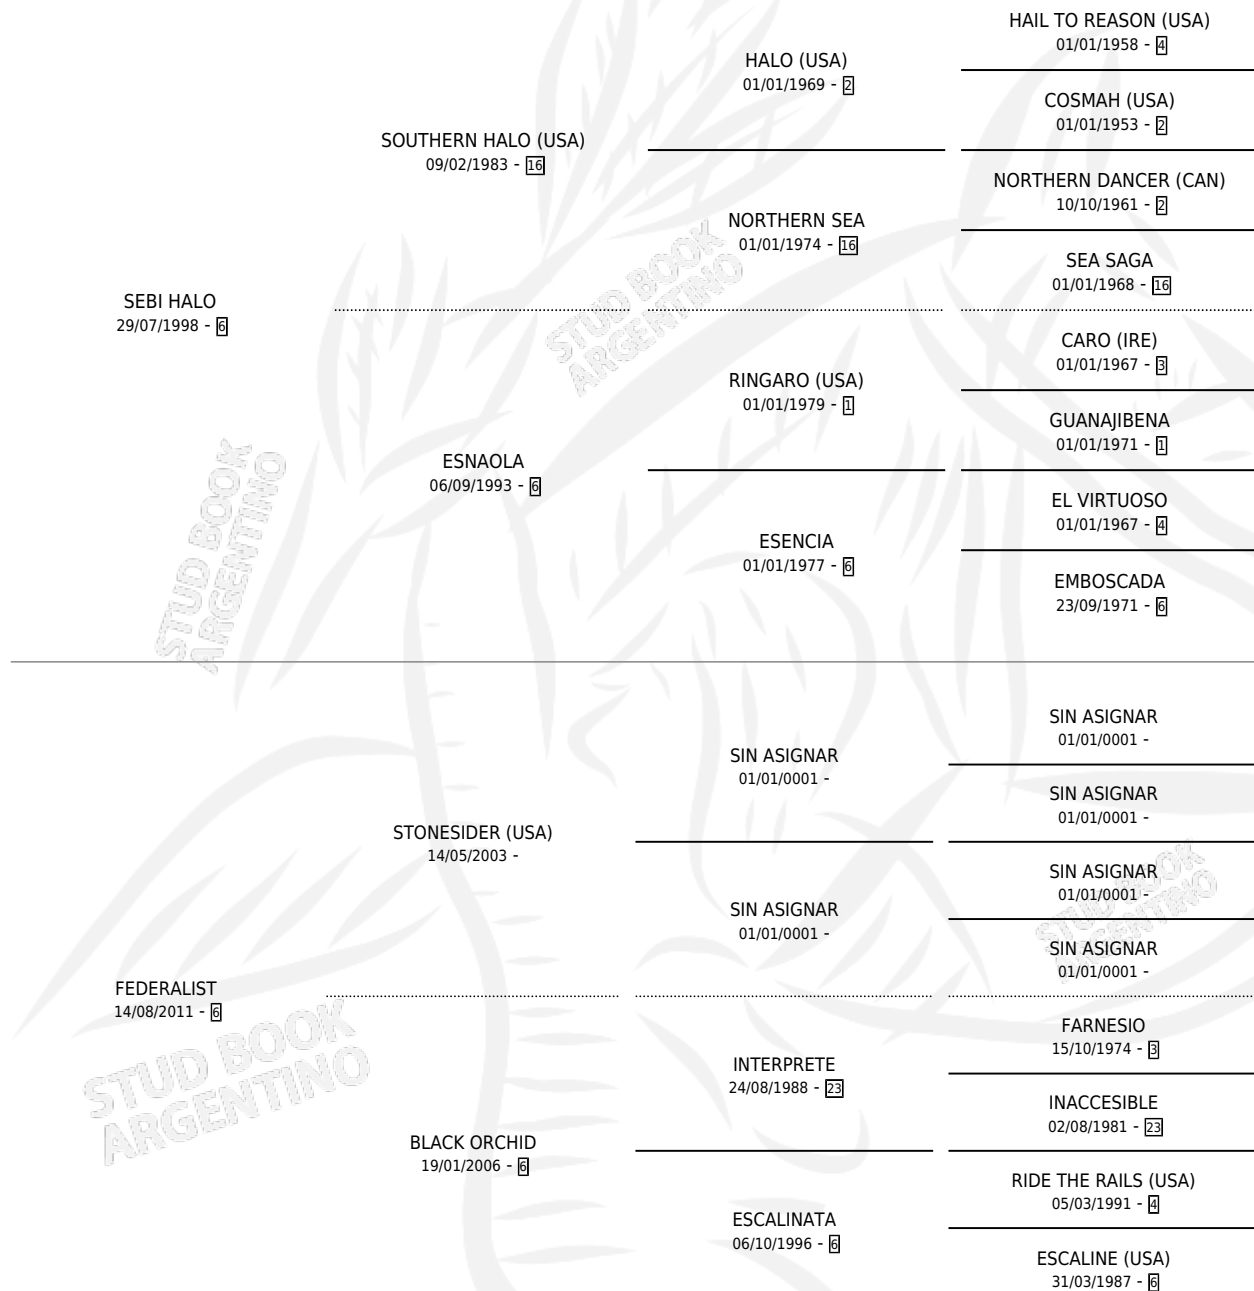 HAIL TO REASON (USA)
01/01/1958 - 4
HALO (USA)
01/01/1969 - 2
COSMAH (USA)
01/01/1953 - 2
SOUTHERN HALO (USA)
09/02/1983 - 16
NORTHERN DANCER (CAN)
10/10/1961 - 2
NORTHERN SEA
01/01/1974 - 16
SEA SAGA
01/01/1968 - 16
SEBI HALO
29/07/1998 - 6
CARO (IRE)
01/01/1967 - 3
RINGARO (USA)
01/01/1979 - 1
GUANAJIBENA
01/01/1971 - 1
ESNAOLA
06/09/1993 - 6
EL VIRTUOSO
01/01/1967 - 4
ESENCIA
01/01/1977 - 6
EMBOSCADA
23/09/1971 - 6
SIN ASIGNAR
01/01/0001 -
SIN ASIGNAR
01/01/0001 -
SIN ASIGNAR
01/01/0001 -
STONESIDER (USA)
14/05/2003 -
SIN ASIGNAR
01/01/0001 -
SIN ASIGNAR
01/01/0001 -
SIN ASIGNAR
01/01/0001 -
FEDERALIST
14/08/2011 - 6
FARNESIO
15/10/1974 - 3
INTERPRETE
24/08/1988 - 23
INACCESIBLE
02/08/1981 - 23
BLACK ORCHID
19/01/2006 - 6
RIDE THE RAILS (USA)
05/03/1991 - 4
ESCALINATA
06/10/1996 - 6
ESCALINE (USA)
31/03/1987 - 6
STUD BOOK
ARGENTINO
STUD BOOK
ARGENTINO
STUD BOOK
ARGENTINO
STUD BOOK
ARGENTINO